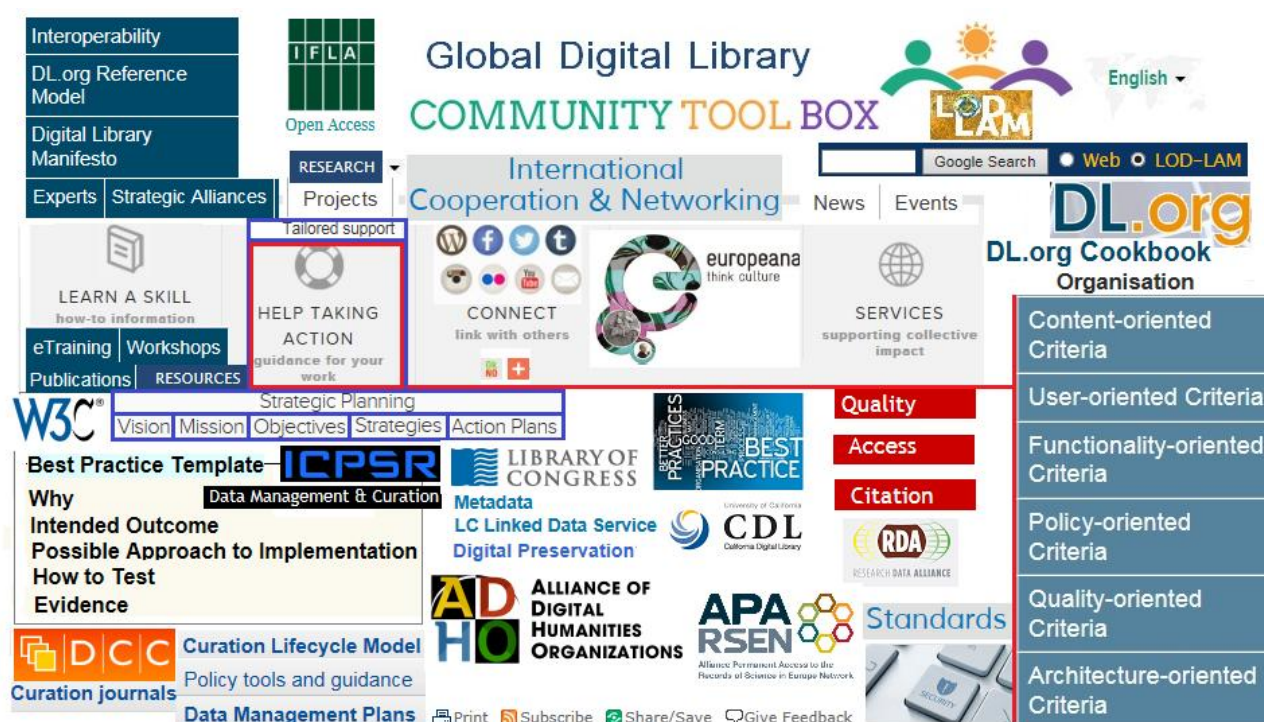 Interoperability
DL.org Reference
Model
Digital Library
Manifesto
Experts
Strategic Alliances
IFLA
Open Access
RESEARCH
Projects
Global Digital Library
COMMUNITY TOOL BOX
International
Cooperation & Networking
LOD
LAM
English
Google Search
Web
LOD-LAM
News
Events
DL.org
DL.org Cookbook
Organisation
Tailored support
LEARN A SKILL
how-to information
eTraining
Workshops
Publications
RESOURCES
HELP TAKING
ACTION
guidance for your
work
CONNECT
link with others
europeana
think culture
SERVICES
supporting collective
impact
Content-oriented
Criteria
User-oriented Criteria
Functionality-oriented
Criteria
Policy-oriented
Criteria
Quality-oriented
Criteria
Architecture-oriented
Criteria
W3C®
Strategic Planning
Vision
Mission
Objectives
Strategies
Action Plans
Best Practice Template
ICPSR
Data Management & Curation
Why
Intended Outcome
Possible Approach to Implementation
How to Test
Evidence
LIBRARY OF
CONGRESS
Metadata
LC Linked Data Service
Digital Preservation
BETTER
PRACTICES
GOOD
BEST
PRACTICE
University of California
CDL
California Digital Library
Quality
Access
Citation
RDA
RESEARCH DATA ALLIANCE
DCC
Curation journals
Curation Lifecycle Model
Policy tools and guidance
Data Management Plans
ADHO
ALLIANCE OF
DIGITAL
HUMANITIES
ORGANIZATIONS
APA
RSEN
Alliance Permanent Access to the
Records of Science in Europe Network
Standards
SECURITY
Print
Subscribe
Share/Save
Give Feedback